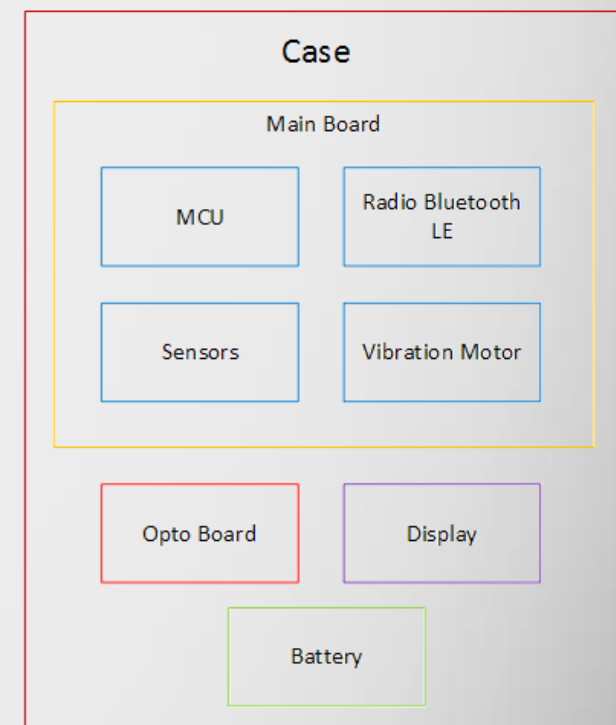 Case
Main Board
MCU
Radio Bluetooth
LE
Sensors
Vibration Motor
Opto Board
Display
Battery